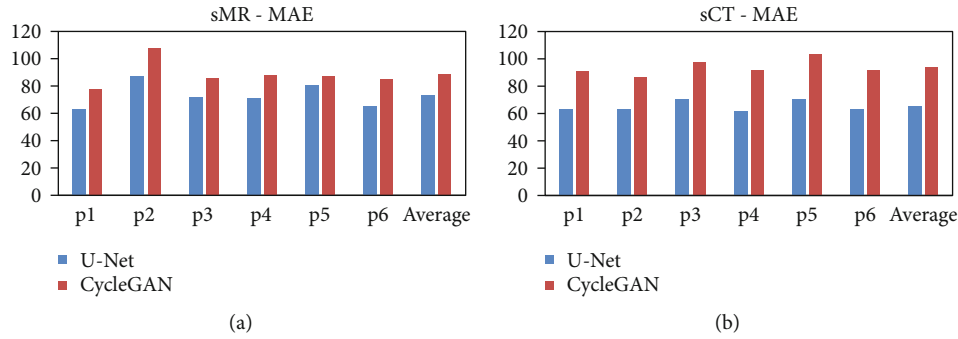 sMR - MAE
120
100
80
60
40
20
0
p1 p2 p3 p4 p5 p6 Average
U-Net
CycleGAN
(a)
sCT - MAE
120
100
80
60
40
20
0
p1 p2 p3 p4 p5 p6 Average
U-Net
CycleGAN
(b)